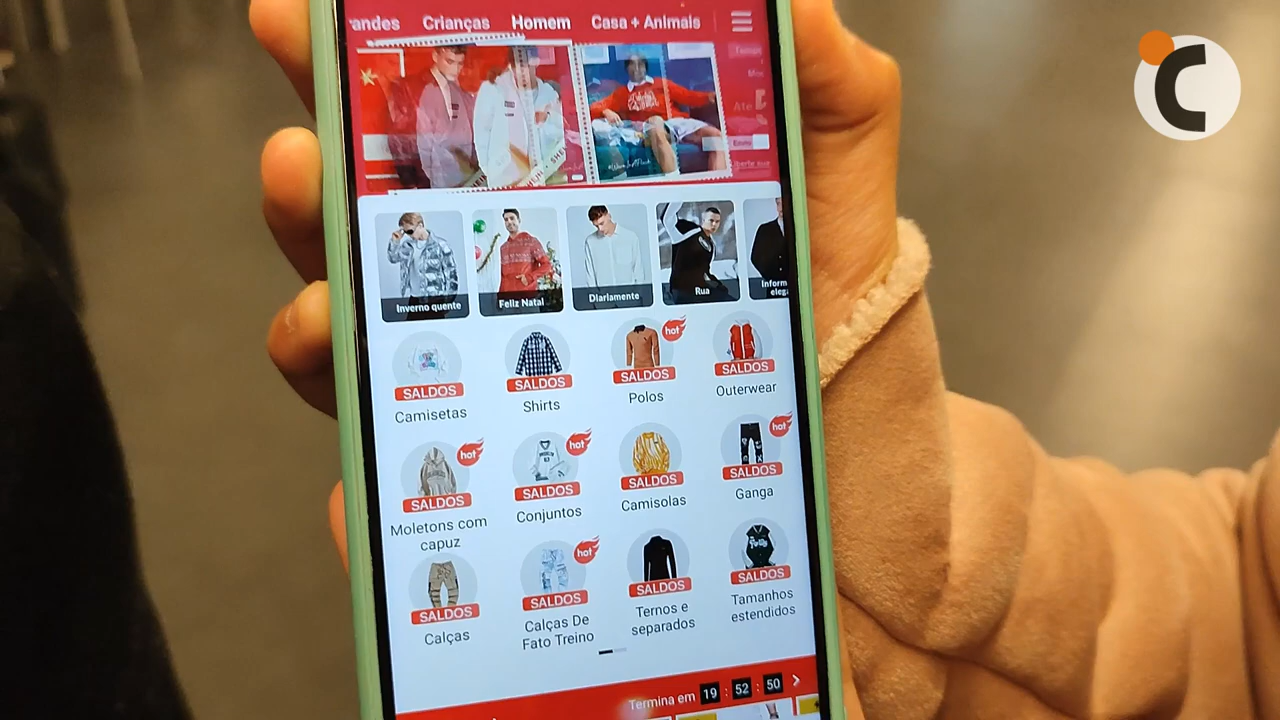 andes Crianças Homem Casa + Animais
Inverno quente
Feliz Natal
Diariamente
Rua
Inform
eleg
SALDOS
Camisetas
SALDOS
Shirts
hot
SALDOS
Polos
SALDOS
Outerwear
hot
SALDOS
Moletons com
capuz
hot
SALDOS
Conjuntos
SALDOS
Camisolas
hot
SALDOS
Ganga
SALDOS
Calças
hot
SALDOS
Calças De
Fato Treino
SALDOS
Ternos e
separados
SALDOS
Tamanhos
estendidos
Termina em 19 : 52 : 50 >
C